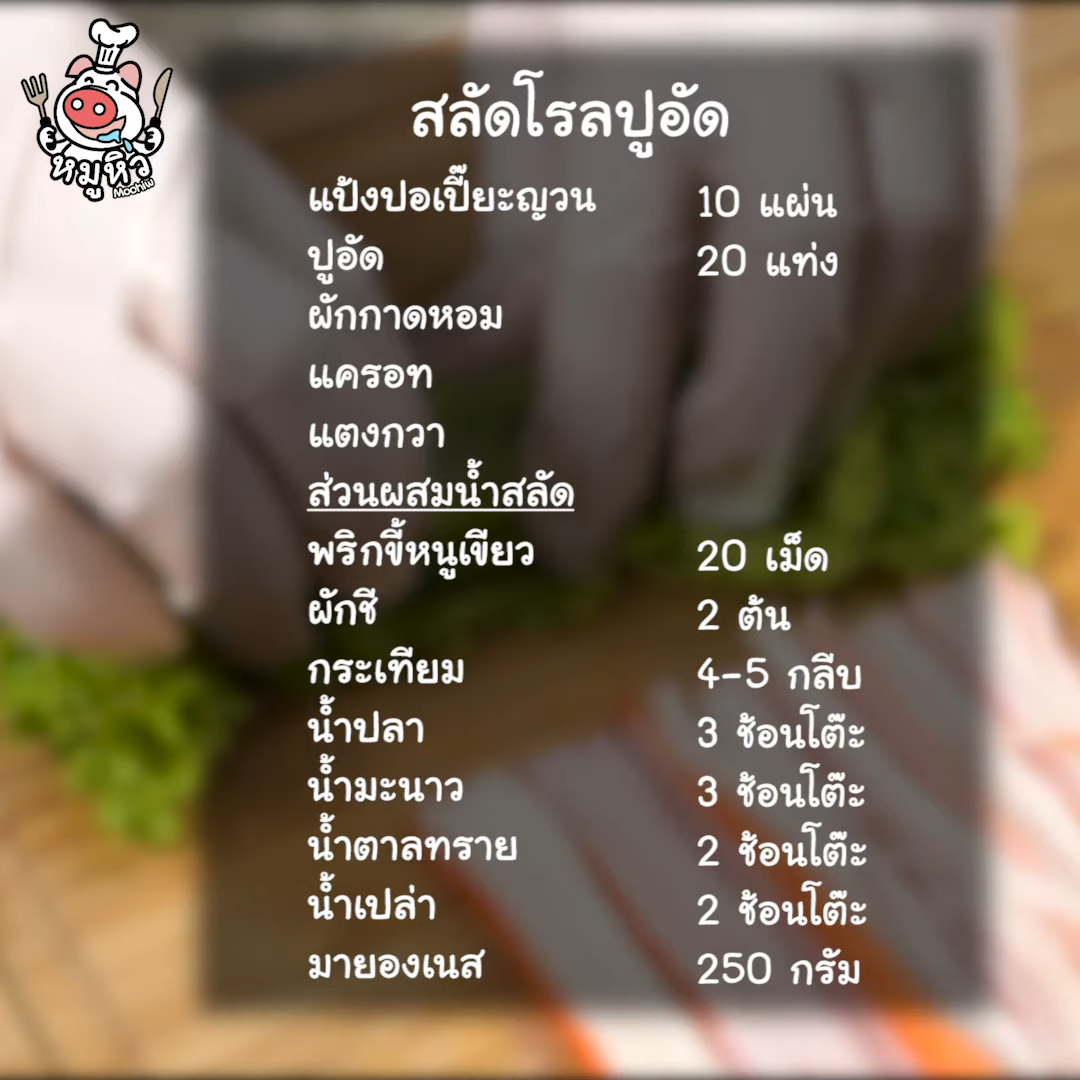 หมูหิว
Moohiw
สลัดโรลปูอัด
แป้งปอเปี๊ยะญวน 10 แผ่น
ปูอัด 20 แท่ง
ผักกาดหอม
แครอท
แตงกวา
ส่วนผสมน้ำสลัด
พริกขี้หนูเขียว 20 เม็ด
ผักชี 2 ต้น
กระเทียม 4-5 กลีบ
น้ำปลา 3 ช้อนโต๊ะ
น้ำมะนาว 3 ช้อนโต๊ะ
น้ำตาลทราย 2 ช้อนโต๊ะ
น้ำเปล่า 2 ช้อนโต๊ะ
มายองเนส 250 กรัม